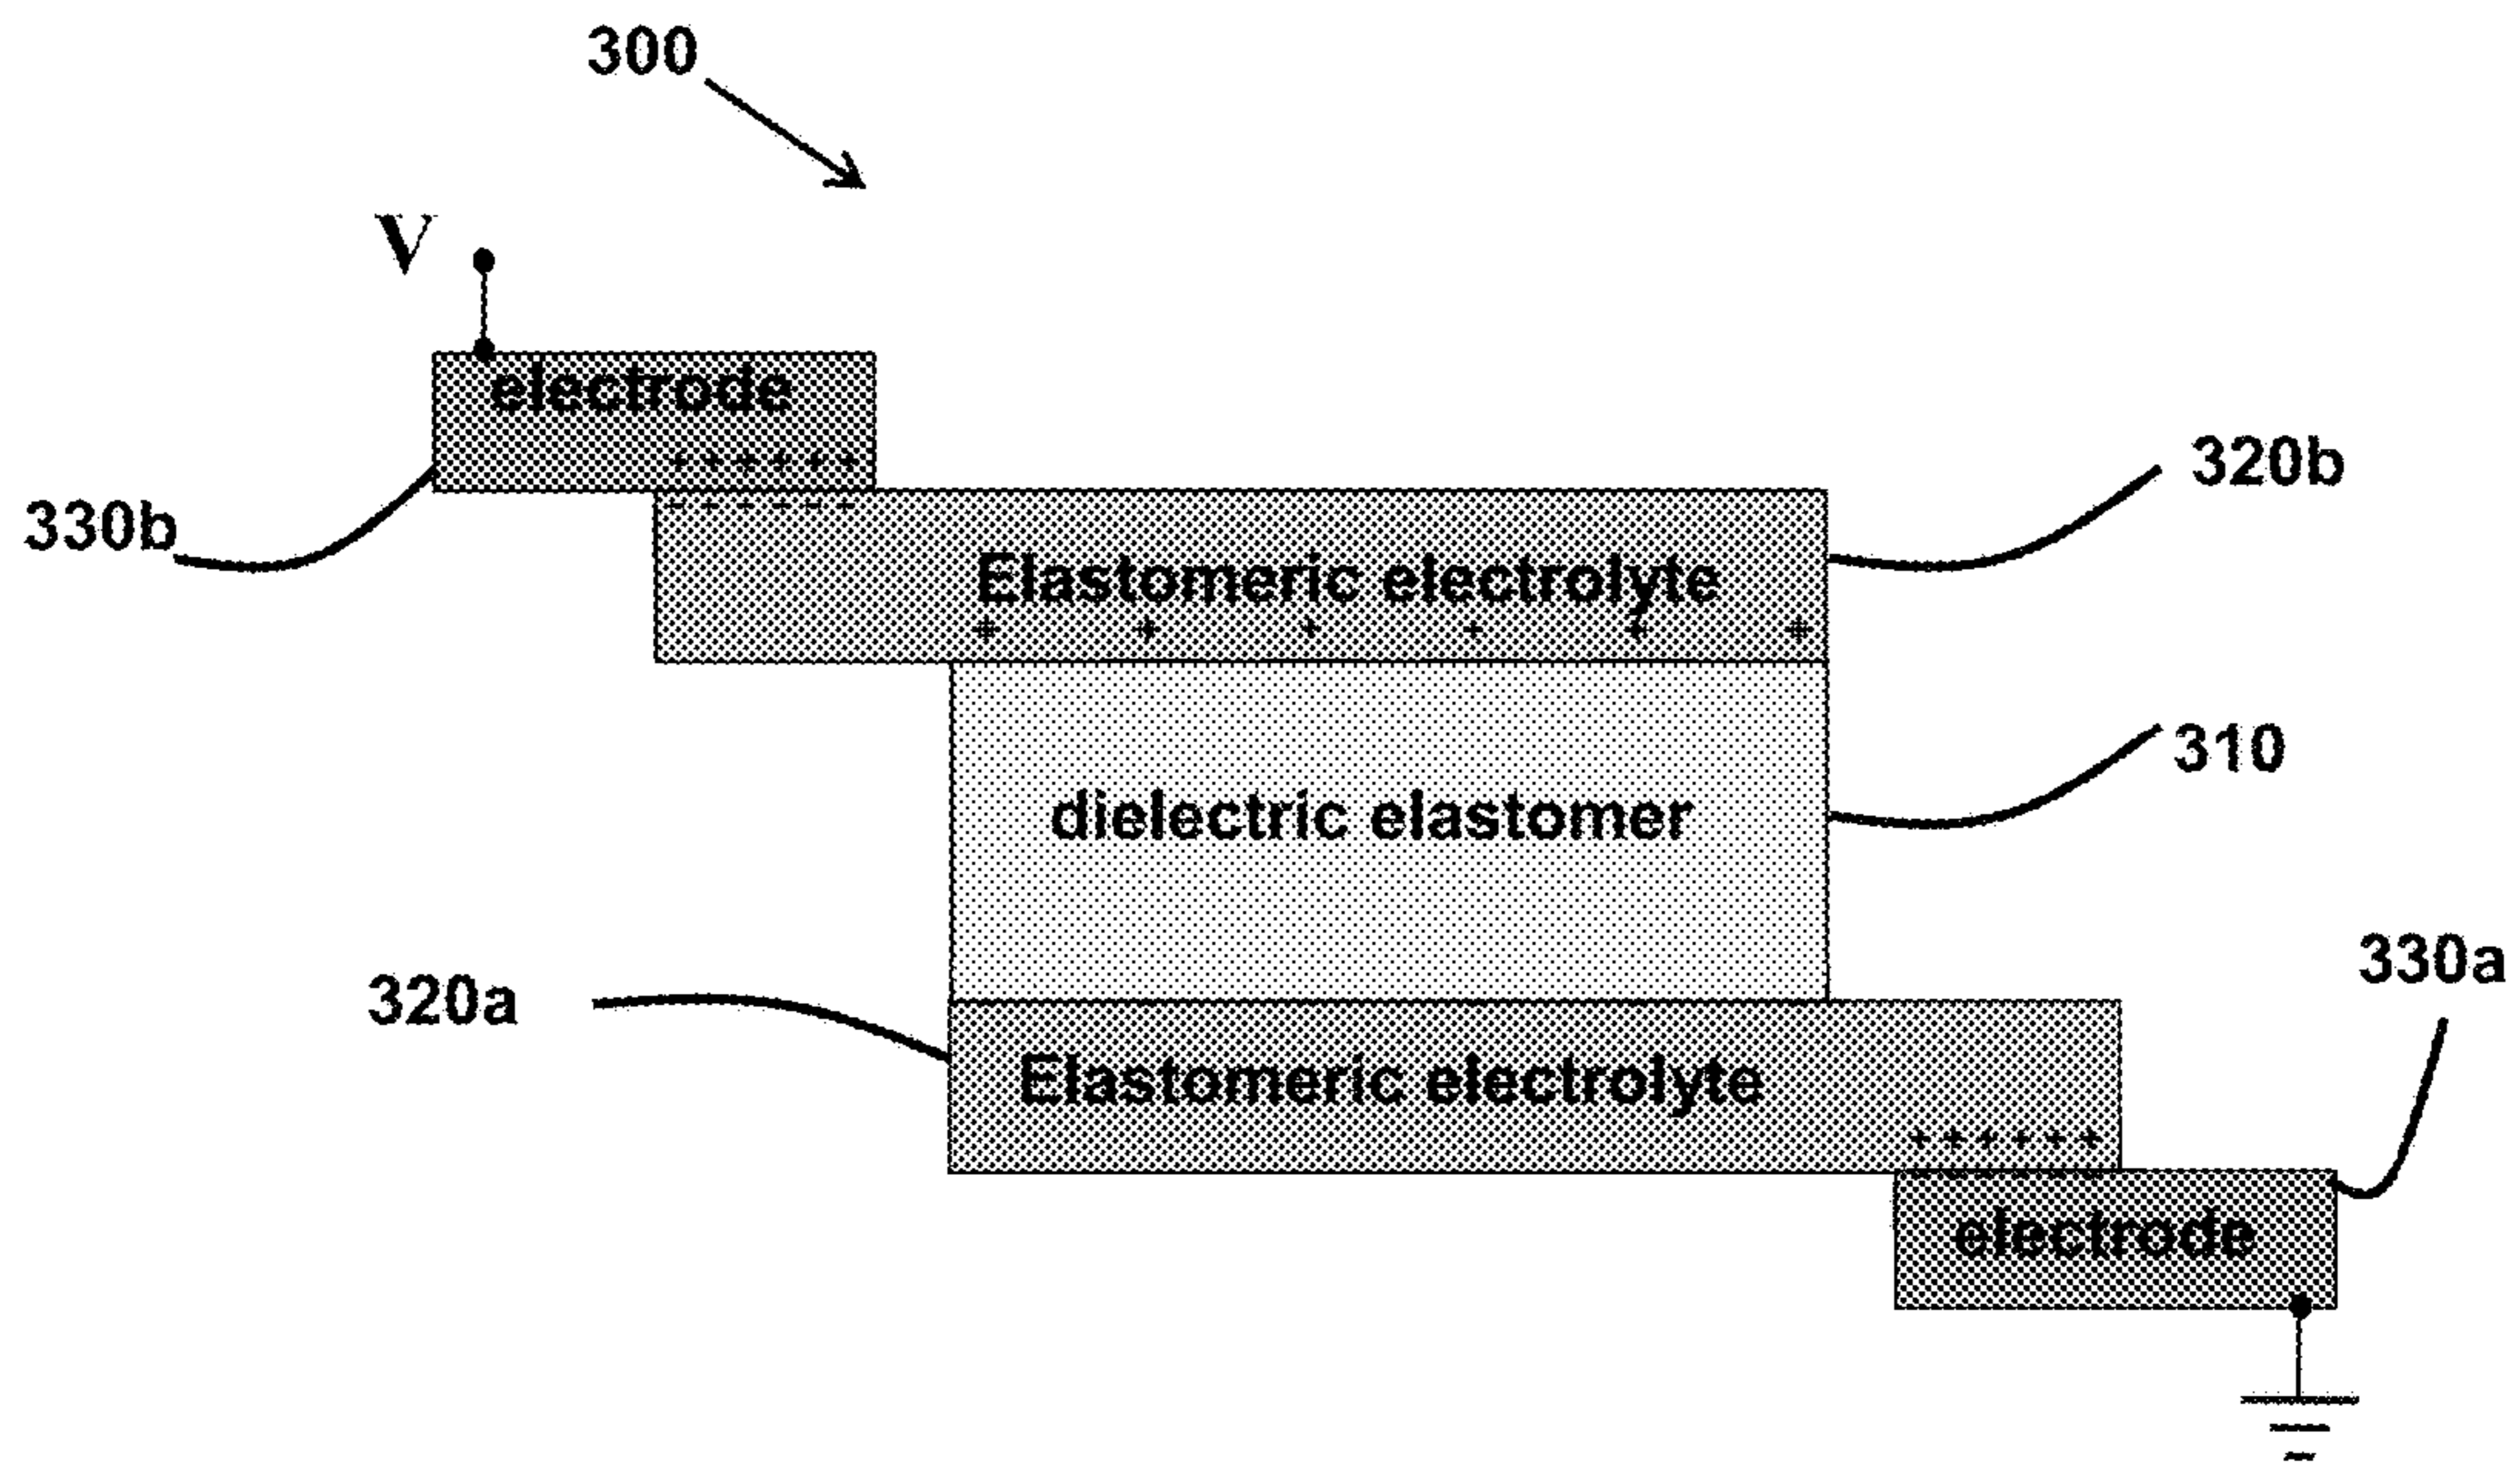 300
V
electrode
+ + + + + +
- - - - - -
330b
320b
Elastomeric electrolyte
+ + + + + +
310
dielectric elastomer
330a
320a
Elastomeric electrolyte
+ + + + + +
electrode